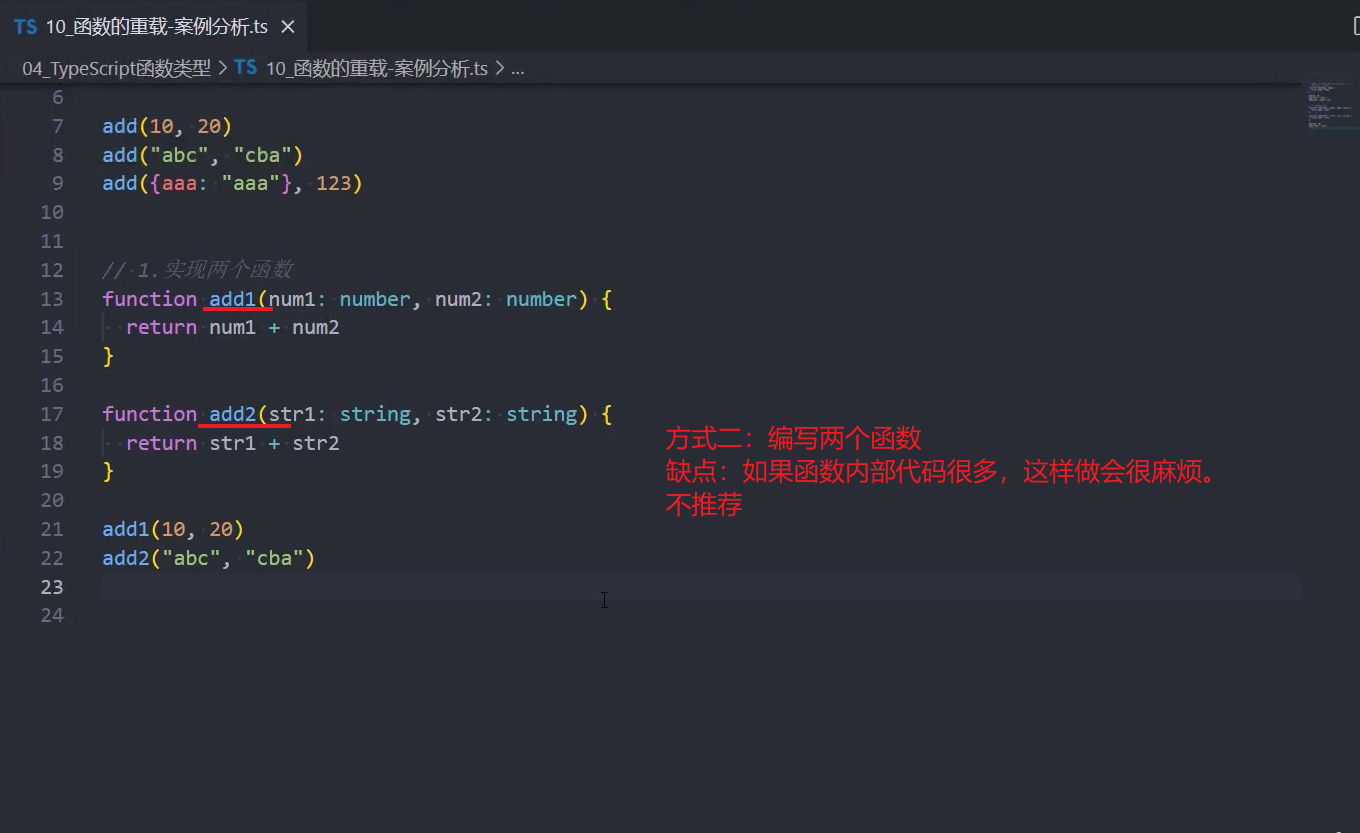 TS 10_函数的重载-案例分析.ts ×
04_TypeScript函数类型 > TS 10_函数的重载-案例分析.ts > ...
6
7 add(10, 20)
8 add("abc", "cba")
9 add({aaa: "aaa"}, 123)
10
11
12 // 1.实现两个函数
13 function add1(num1: number, num2: number) {
14 return num1 + num2
15 }
16
17 function add2(str1: string, str2: string) {
18 return str1 + str2
19 }
20
21 add1(10, 20)
22 add2("abc", "cba")
23
24
方式二：编写两个函数
缺点：如果函数内部代码很多，这样做会很麻烦。
不推荐